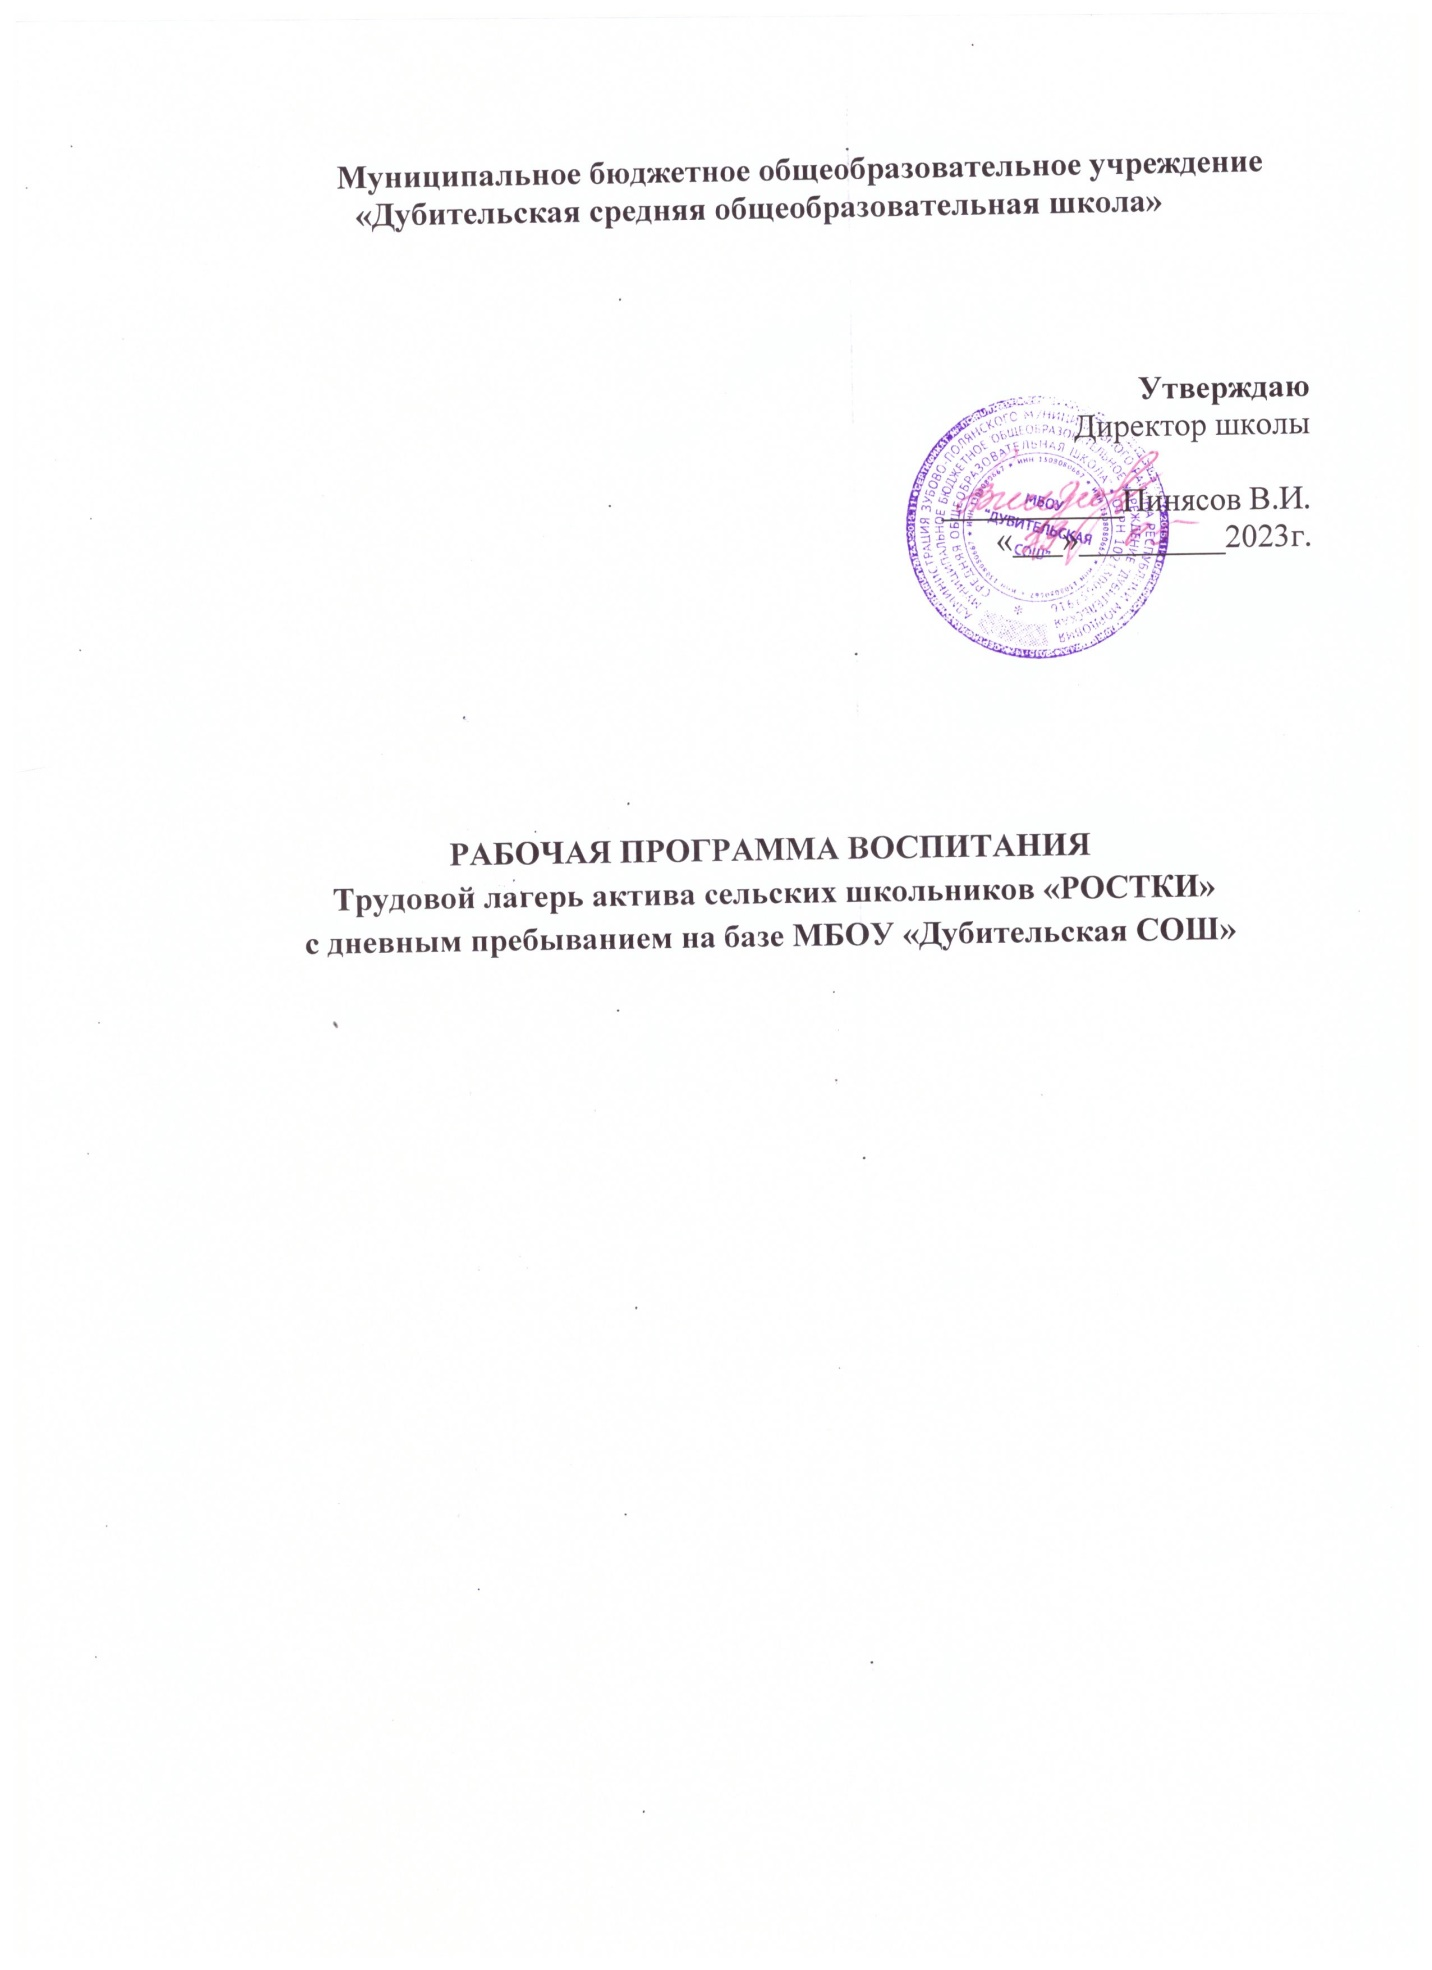 Муниципальное бюджетное общеобразовательное учреждение
«Дубительская средняя общеобразовательная школа»
Утверждаю
Директор школы
Пинясов В.И.
«___»_________2023г.
МБОУ
"ДУБИТЕЛЬСКАЯ
СОШ"
РАБОЧАЯ ПРОГРАММА ВОСПИТАНИЯ
Трудовой лагерь актива сельских школьников «РОСТКИ»
с дневным пребыванием на базе МБОУ «Дубительская СОШ»